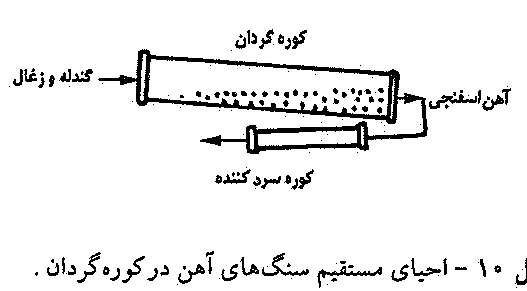 کوره گردان
گندله و زغال
آهن اسفنجی
کوره سرد کننده
ل ۱۰ - احیای مستقیم سنگ‌های آهن در کوره گردان .